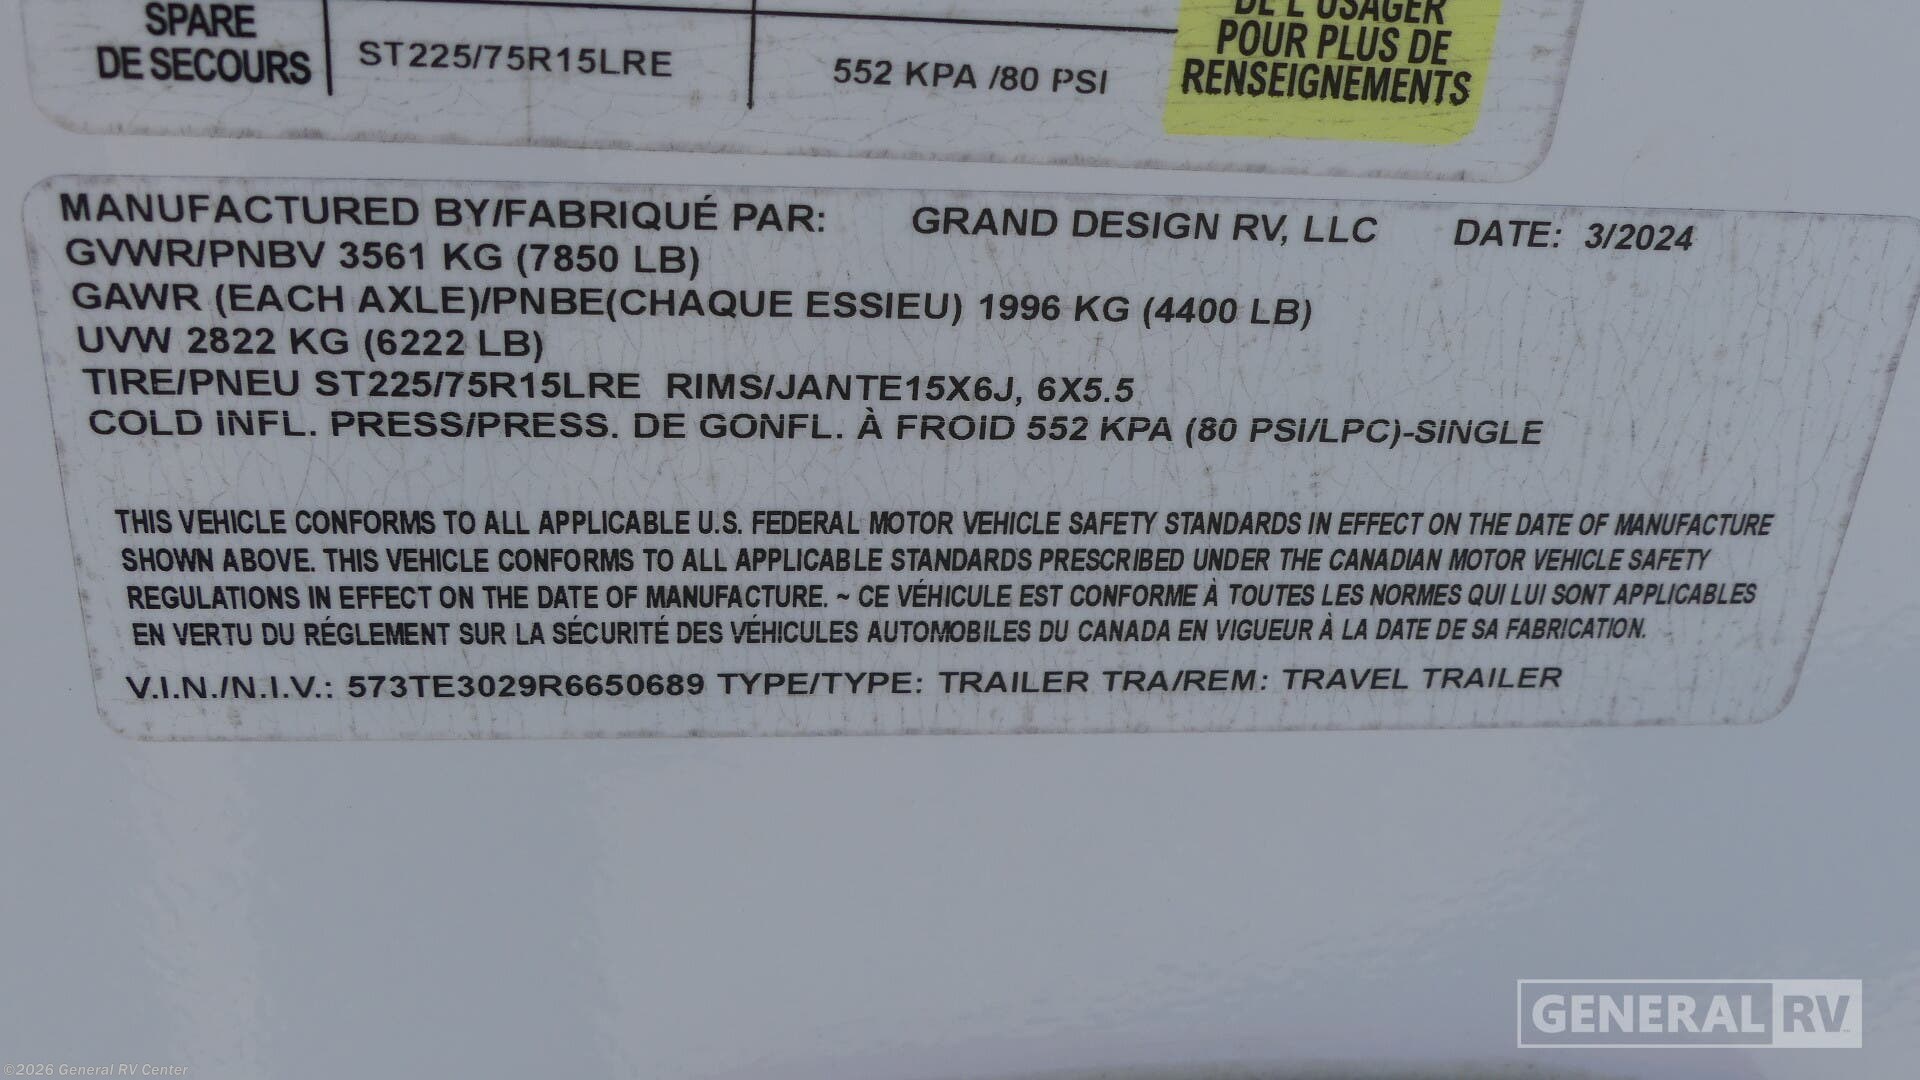 SPARE
DE SECOURS
ST225/75R15LRE
552 KPA /80 PSI
DE L'USAGER
POUR PLUS DE
RENSEIGNEMENTS
MANUFACTURED BY/FABRIQUÉ PAR: GRAND DESIGN RV, LLC DATE: 3/2024
GVWR/PNBV 3561 KG (7850 LB)
GAWR (EACH AXLE)/PNBE(CHAQUE ESSIEU) 1996 KG (4400 LB)
UVW 2822 KG (6222 LB)
TIRE/PNEU ST225/75R15LRE RIMS/JANTE15X6J, 6X5.5
COLD INFL. PRESS/PRESS. DE GONFL. À FROID 552 KPA (80 PSI/LPC)-SINGLE
THIS VEHICLE CONFORMS TO ALL APPLICABLE U.S. FEDERAL MOTOR VEHICLE SAFETY STANDARDS IN EFFECT ON THE DATE OF MANUFACTURE
SHOWN ABOVE. THIS VEHICLE CONFORMS TO ALL APPLICABLE STANDARDS PRESCRIBED UNDER THE CANADIAN MOTOR VEHICLE SAFETY
REGULATIONS IN EFFECT ON THE DATE OF MANUFACTURE. ~ CE VÉHICULE EST CONFORME À TOUTES LES NORMES QUI LUI SONT APPLICABLES
EN VERTU DU RÉGLEMENT SUR LA SÉCURITÉ DES VÉHICULES AUTOMOBILES DU CANADA EN VIGUEUR À LA DATE DE SA FABRICATION.
V.I.N./N.I.V.: 573TE3029R6650689 TYPE/TYPE: TRAILER TRA/REM: TRAVEL TRAILER
GENERAL RV
©2026 General RV Center